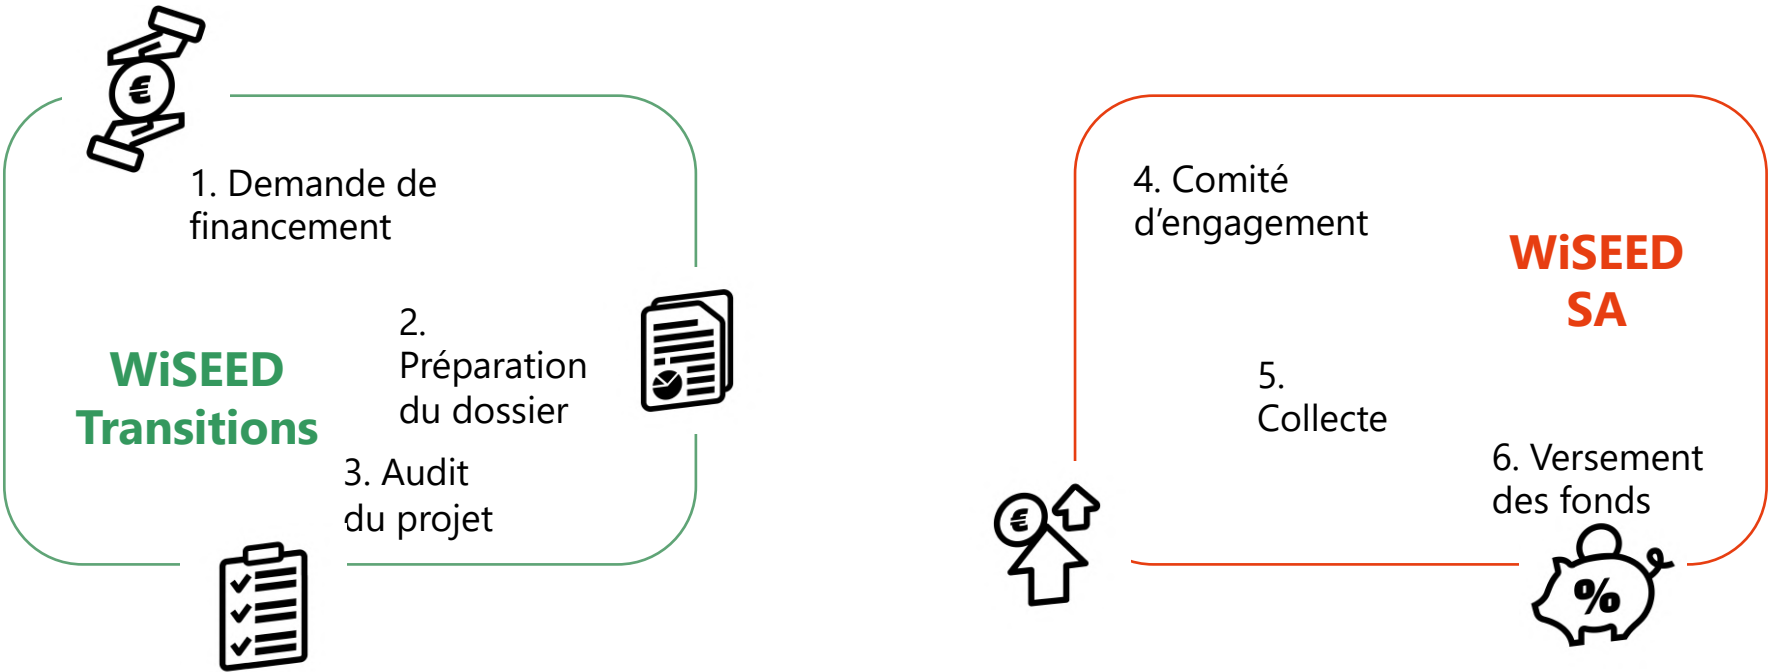 €
1. Demande de
financement
2.
Préparation
du dossier
WiSEED
Transitions
3. Audit
du projet
4. Comité
d’engagement
WiSEED
SA
5.
Collecte
6. Versement
des fonds
€
%